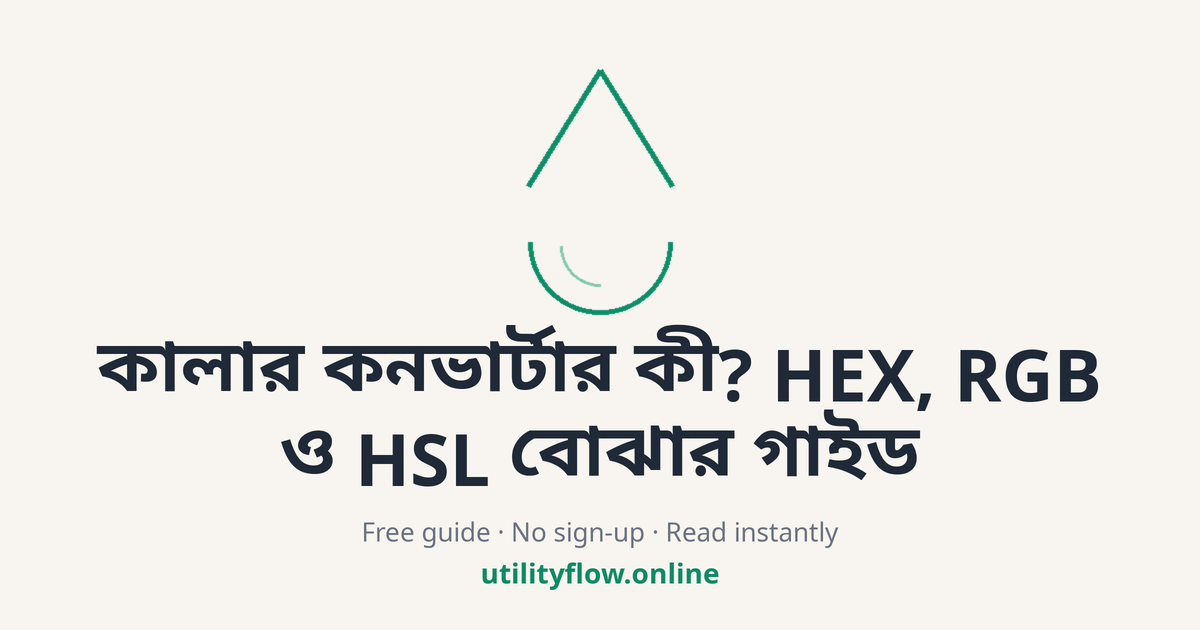 কালার কনভার্টার কী? HEX, RGB
ও HSL বোঝার গাইড
Free guide · No sign-up · Read instantly
utilityflow.online